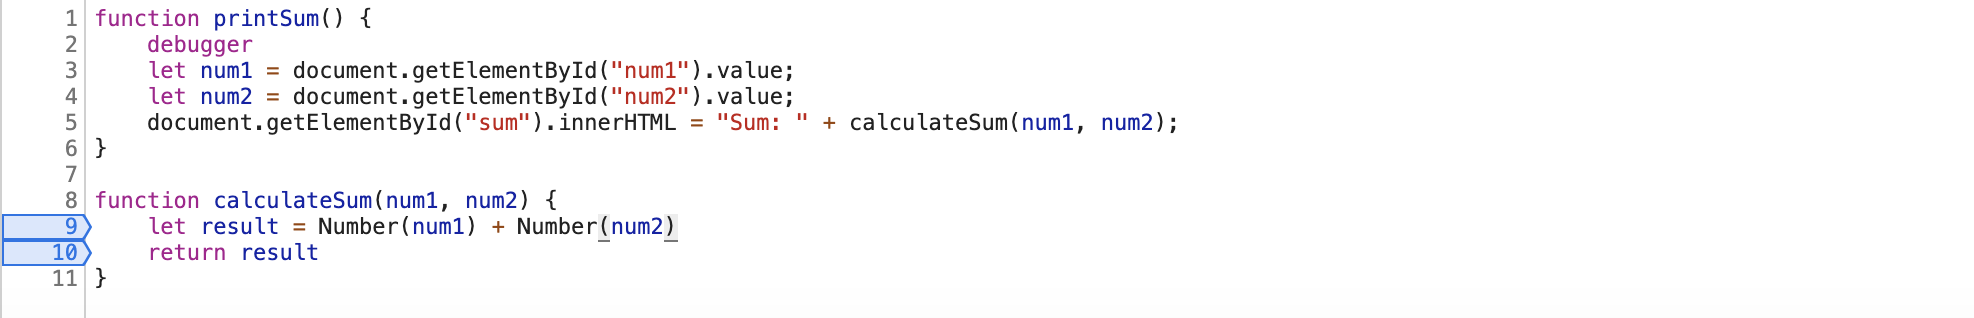 1 function printSum() {
2     debugger
3     let num1 = document.getElementById("num1").value;
4     let num2 = document.getElementById("num2").value;
5     document.getElementById("sum").innerHTML = "Sum: " + calculateSum(num1, num2);
6 }
7
8 function calculateSum(num1, num2) {
9     let result = Number(num1) + Number(num2)
10     return result
11 }